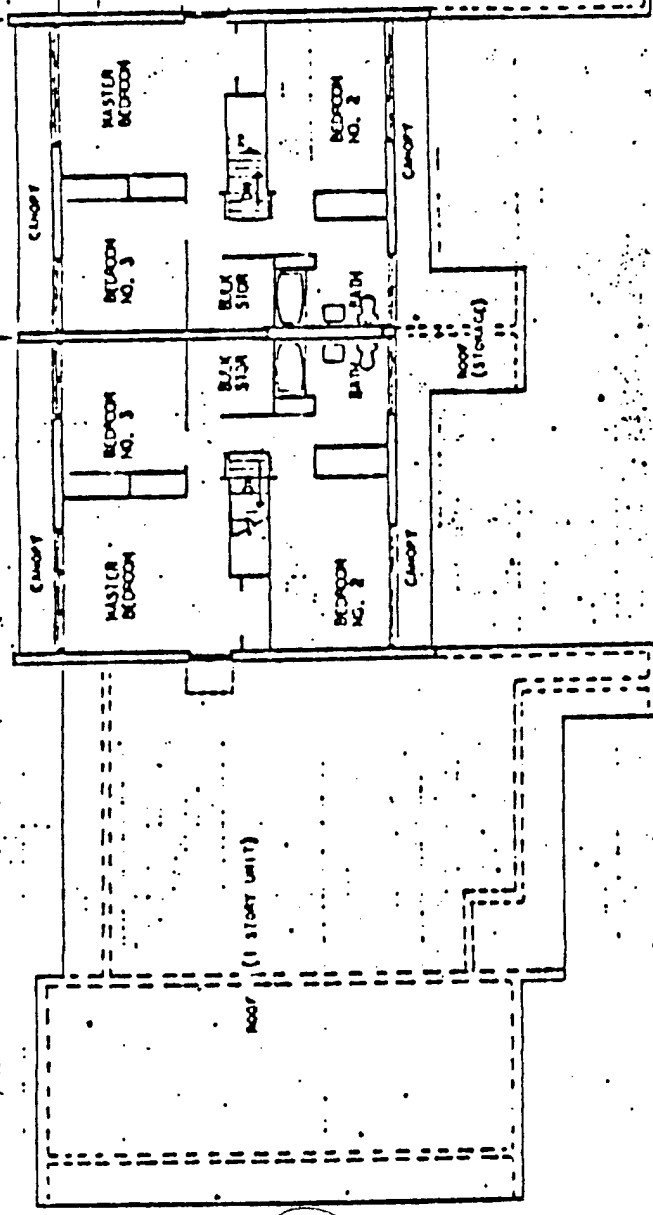 CANOPY
CANOPY
MASTER
BEDROOM
BEDROOM
NO. 3
BEDROOM
NO. 3
MASTER
BEDROOM
BULK
STOR
BULK
STOR
ROOF (1 STORY UNIT)
BEDROOM
NO. 2
BATH
BATH
BEDROOM
NO. 2
CANOPY
CANOPY
ROOF
(STORAGE)